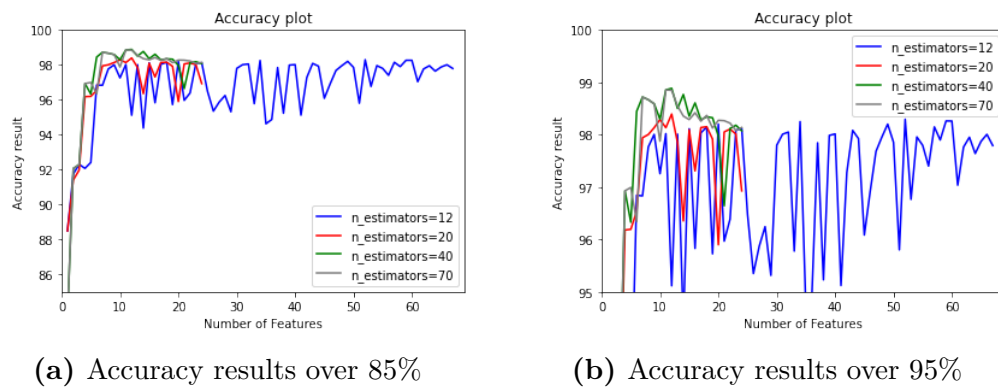 Accuracy plot
100
98
96
94
92
90
88
86
Accuracy result
n_estimators=12
n_estimators=20
n_estimators=40
n_estimators=70
0 10 20 30 40 50 60
Number of Features
(a) Accuracy results over 85%
Accuracy plot
100
99
98
97
96
95
Accuracy result
n_estimators=12
n_estimators=20
n_estimators=40
n_estimators=70
0 10 20 30 40 50 60
Number of Features
(b) Accuracy results over 95%